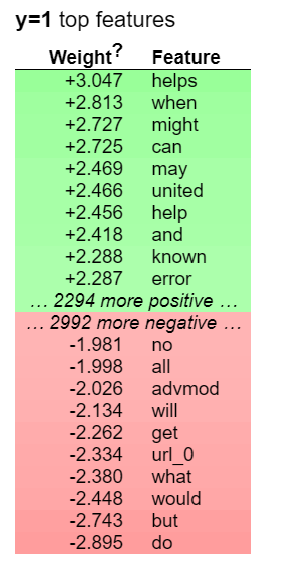 y=1 top features
Weight? Feature
+3.047 helps
+2.813 when
+2.727 might
+2.725 can
+2.469 may
+2.466 united
+2.456 help
+2.418 and
+2.288 known
+2.287 error
… 2294 more positive …
… 2992 more negative …
-1.981 no
-1.998 all
-2.026 advmod
-2.134 will
-2.262 get
-2.334 url_0
-2.380 what
-2.448 would
-2.743 but
-2.895 do